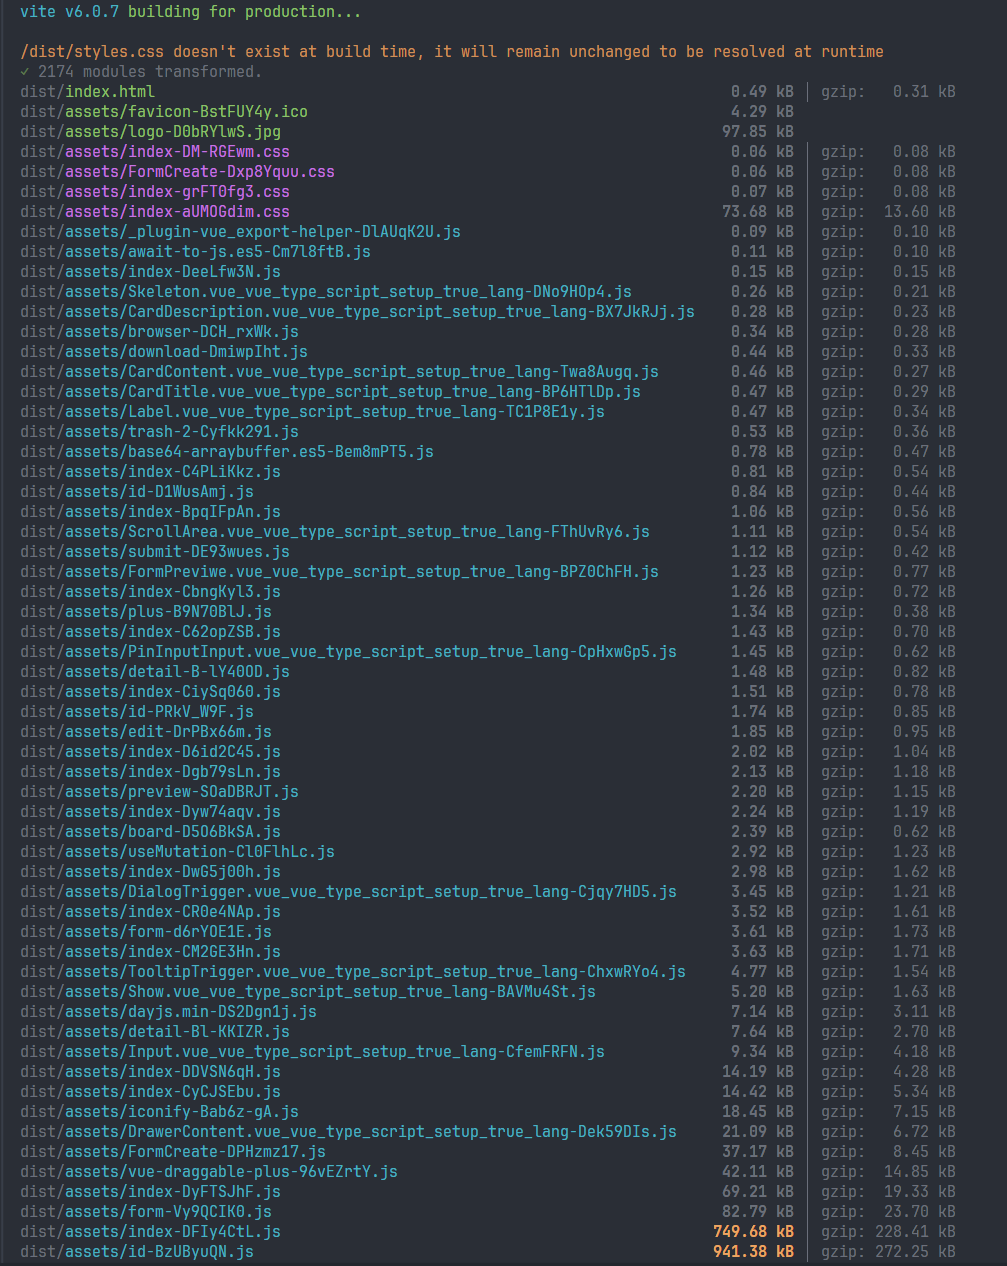 vite v6.0.7 building for production...
/dist/styles.css doesn't exist at build time, it will remain unchanged to be resolved at runtime
✓ 2174 modules transformed.
dist/index.html 0.49 kB │ gzip: 0.31 kB
dist/assets/favicon-BstFUY4y.ico 4.29 kB
dist/assets/logo-D0bRYlwS.jpg 97.85 kB
dist/assets/index-DM-RGEwm.css 0.06 kB │ gzip: 0.08 kB
dist/assets/FormCreate-Dxp8Yquu.css 0.06 kB │ gzip: 0.08 kB
dist/assets/index-grFT0fg3.css 0.07 kB │ gzip: 0.08 kB
dist/assets/index-aUMOGdim.css 73.68 kB │ gzip: 13.60 kB
dist/assets/_plugin-vue_export-helper-DlAUqK2U.js 0.09 kB │ gzip: 0.10 kB
dist/assets/await-to-js.es5-Cm7l8ftB.js 0.11 kB │ gzip: 0.10 kB
dist/assets/index-DeeLfw3N.js 0.15 kB │ gzip: 0.15 kB
dist/assets/Skeleton.vue_vue_type_script_setup_true_lang-DNo9HOp4.js 0.26 kB │ gzip: 0.21 kB
dist/assets/CardDescription.vue_vue_type_script_setup_true_lang-BX7JkRJj.js 0.28 kB │ gzip: 0.23 kB
dist/assets/browser-DCH_rxWk.js 0.34 kB │ gzip: 0.28 kB
dist/assets/download-DmiwpIht.js 0.44 kB │ gzip: 0.33 kB
dist/assets/CardContent.vue_vue_type_script_setup_true_lang-Twa8Augq.js 0.46 kB │ gzip: 0.27 kB
dist/assets/CardTitle.vue_vue_type_script_setup_true_lang-BP6HTlDp.js 0.47 kB │ gzip: 0.29 kB
dist/assets/Label.vue_vue_type_script_setup_true_lang-TC1P8E1y.js 0.47 kB │ gzip: 0.34 kB
dist/assets/trash-2-Cyfkk291.js 0.53 kB │ gzip: 0.36 kB
dist/assets/base64-arraybuffer.es5-Bem8mPT5.js 0.78 kB │ gzip: 0.47 kB
dist/assets/index-C4PLiKkz.js 0.81 kB │ gzip: 0.54 kB
dist/assets/id-D1WusAmj.js 0.84 kB │ gzip: 0.44 kB
dist/assets/index-BpqIFpAn.js 1.06 kB │ gzip: 0.56 kB
dist/assets/ScrollArea.vue_vue_type_script_setup_true_lang-FThUvRy6.js 1.11 kB │ gzip: 0.54 kB
dist/assets/submit-DE93wues.js 1.12 kB │ gzip: 0.42 kB
dist/assets/FormPreviwe.vue_vue_type_script_setup_true_lang-BPZ0ChFH.js 1.23 kB │ gzip: 0.77 kB
dist/assets/index-CbngKyl3.js 1.26 kB │ gzip: 0.72 kB
dist/assets/plus-B9N70BlJ.js 1.34 kB │ gzip: 0.38 kB
dist/assets/index-C62opZSB.js 1.43 kB │ gzip: 0.70 kB
dist/assets/PinInputInput.vue_vue_type_script_setup_true_lang-CpHxwGp5.js 1.45 kB │ gzip: 0.62 kB
dist/assets/detail-B-lY40OD.js 1.48 kB │ gzip: 0.82 kB
dist/assets/index-CiySq060.js 1.51 kB │ gzip: 0.78 kB
dist/assets/id-PRkV_W9F.js 1.74 kB │ gzip: 0.85 kB
dist/assets/edit-DrPBx66m.js 1.85 kB │ gzip: 0.95 kB
dist/assets/index-D6id2C45.js 2.02 kB │ gzip: 1.04 kB
dist/assets/index-Dgb79sLn.js 2.13 kB │ gzip: 1.18 kB
dist/assets/preview-SOaDBRJT.js 2.20 kB │ gzip: 1.15 kB
dist/assets/index-Dyw74aqv.js 2.24 kB │ gzip: 1.19 kB
dist/assets/board-D5O6BkSA.js 2.39 kB │ gzip: 0.62 kB
dist/assets/useMutation-Cl0FlhLc.js 2.92 kB │ gzip: 1.23 kB
dist/assets/index-DwG5j00h.js 2.98 kB │ gzip: 1.62 kB
dist/assets/DialogTrigger.vue_vue_type_script_setup_true_lang-Cjqy7HD5.js 3.45 kB │ gzip: 1.21 kB
dist/assets/index-CR0e4NAp.js 3.52 kB │ gzip: 1.61 kB
dist/assets/form-d6rYOE1E.js 3.61 kB │ gzip: 1.73 kB
dist/assets/index-CM2GE3Hn.js 3.63 kB │ gzip: 1.71 kB
dist/assets/TooltipTrigger.vue_vue_type_script_setup_true_lang-ChxwRYo4.js 4.77 kB │ gzip: 1.54 kB
dist/assets/Show.vue_vue_type_script_setup_true_lang-BAVMu4St.js 5.20 kB │ gzip: 1.63 kB
dist/assets/dayjs.min-DS2Dgn1j.js 7.14 kB │ gzip: 3.11 kB
dist/assets/detail-Bl-KKIZR.js 7.64 kB │ gzip: 2.70 kB
dist/assets/Input.vue_vue_type_script_setup_true_lang-CfemFRFN.js 9.34 kB │ gzip: 4.18 kB
dist/assets/index-DDVSN6qH.js 14.19 kB │ gzip: 4.28 kB
dist/assets/index-CyCJSEbu.js 14.42 kB │ gzip: 5.34 kB
dist/assets/iconify-Bab6z-gA.js 18.45 kB │ gzip: 7.15 kB
dist/assets/DrawerContent.vue_vue_type_script_setup_true_lang-Dek59DIs.js 21.09 kB │ gzip: 6.72 kB
dist/assets/FormCreate-DPHzmz17.js 37.17 kB │ gzip: 8.45 kB
dist/assets/vue-draggable-plus-96vEZrtY.js 42.11 kB │ gzip: 14.85 kB
dist/assets/index-DyFTSJhF.js 69.21 kB │ gzip: 19.33 kB
dist/assets/form-Vy9QCIK0.js 82.79 kB │ gzip: 23.70 kB
dist/assets/index-DFIy4CtL.js 749.68 kB │ gzip: 228.41 kB
dist/assets/id-BzUByuQN.js 941.38 kB │ gzip: 272.25 kB